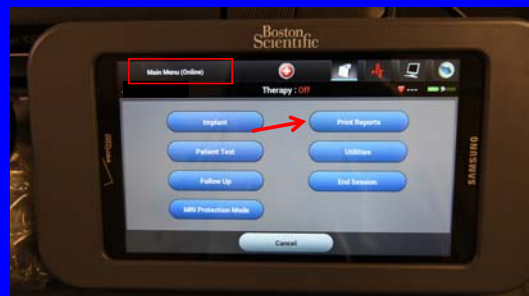 Boston
Scientific
Main Menu (Online)
Therapy : Off
---
Implant
Print Reports
Patient Test
Utilities
Follow Up
End Session
MRI Protection Mode
Cancel
verizon
SAMSUNG